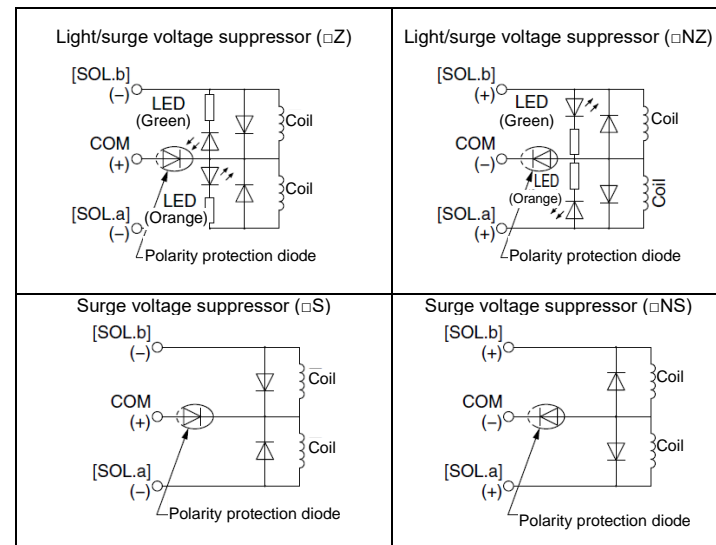 Light/surge voltage suppressor (□Z)
[SOL.b]
(–)
LED
(Green)
Coil
COM
(+)
Coil
LED
(Orange)
[SOL.a]
(–)
Polarity protection diode
Light/surge voltage suppressor (□NZ)
[SOL.b]
(+)
LED
(Green)
Coil
COM
(–)
LED
(Orange)
Coil
[SOL.a]
(+)
Polarity protection diode
Surge voltage suppressor (□S)
[SOL.b]
(–)
Coil
COM
(+)
Coil
[SOL.a]
(–)
Polarity protection diode
Surge voltage suppressor (□NS)
[SOL.b]
(+)
Coil
COM
(–)
Coil
[SOL.a]
(+)
Polarity protection diode